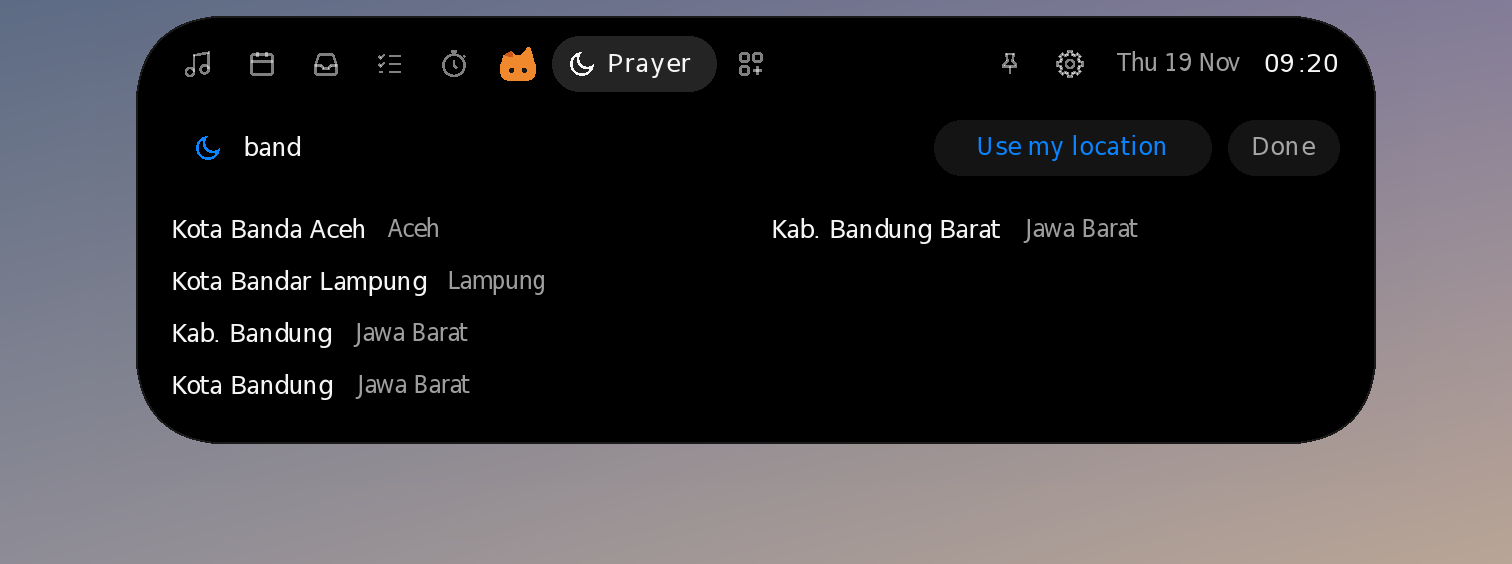 Prayer
Thu 19 Nov 09:20
band
Use my location
Done
Kota Banda Aceh Aceh
Kab. Bandung Barat Jawa Barat
Kota Bandar Lampung Lampung
Kab. Bandung Jawa Barat
Kota Bandung Jawa Barat